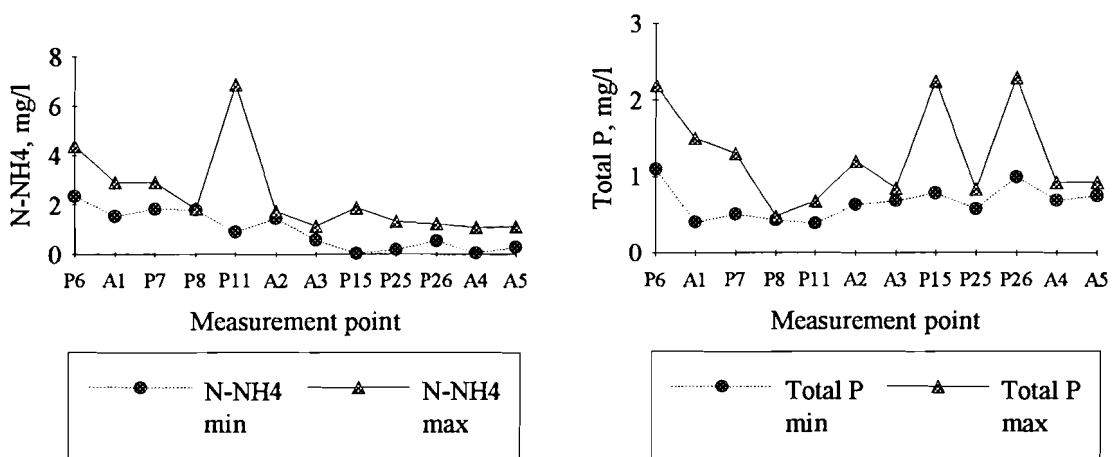 8
6
4
2
0
N-NH4, mg/l
P6 A1 P7 P8 P11 A2 A3 P15 P25 P26 A4 A5
Measurement point
N-NH4 min
N-NH4 max
3
2
1
0
Total P, mg/l
P6 A1 P7 P8 P11 A2 A3 P15 P25 P26 A4 A5
Measurement point
Total P min
Total P max